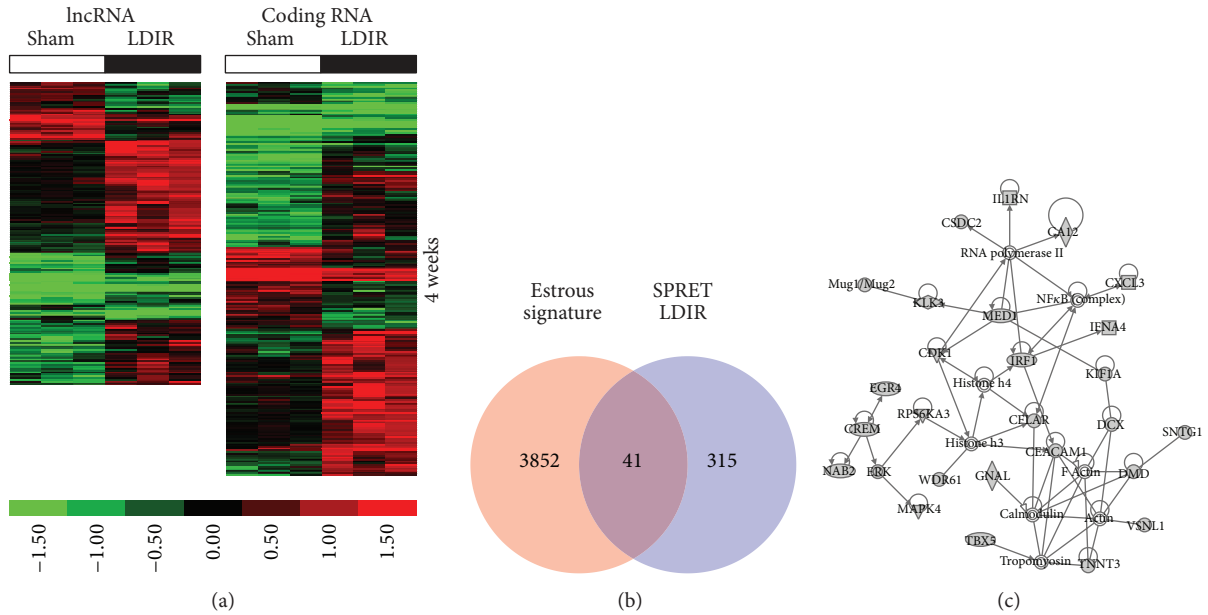 lncRNA
Coding RNA
Sham
LDIR
Sham
LDIR
4 weeks
−1.50
−1.00
−0.50
0.00
0.50
1.00
1.50
(a)
Estrous
signature
SPRET
LDIR
3852
41
315
(b)
IL1RN
CSDC2
CA12
RNA polymerase II
CXCL3
Mug1/Mug2
NFκB (complex)
KLK3
MED1
IFNA4
CDK1
IRF1
KIF1A
Histone h4
EGR4
RPS6KA3
CELAR
DCX
CREM
SNTG1
Histone h3
CEACAM1
NAB2
ERK
WDR61
GNAL
F Actin
DMD
MAPK4
Calmodulin
Actin
VSNL1
TBX5
Tropomyosin
TNNT3
(c)